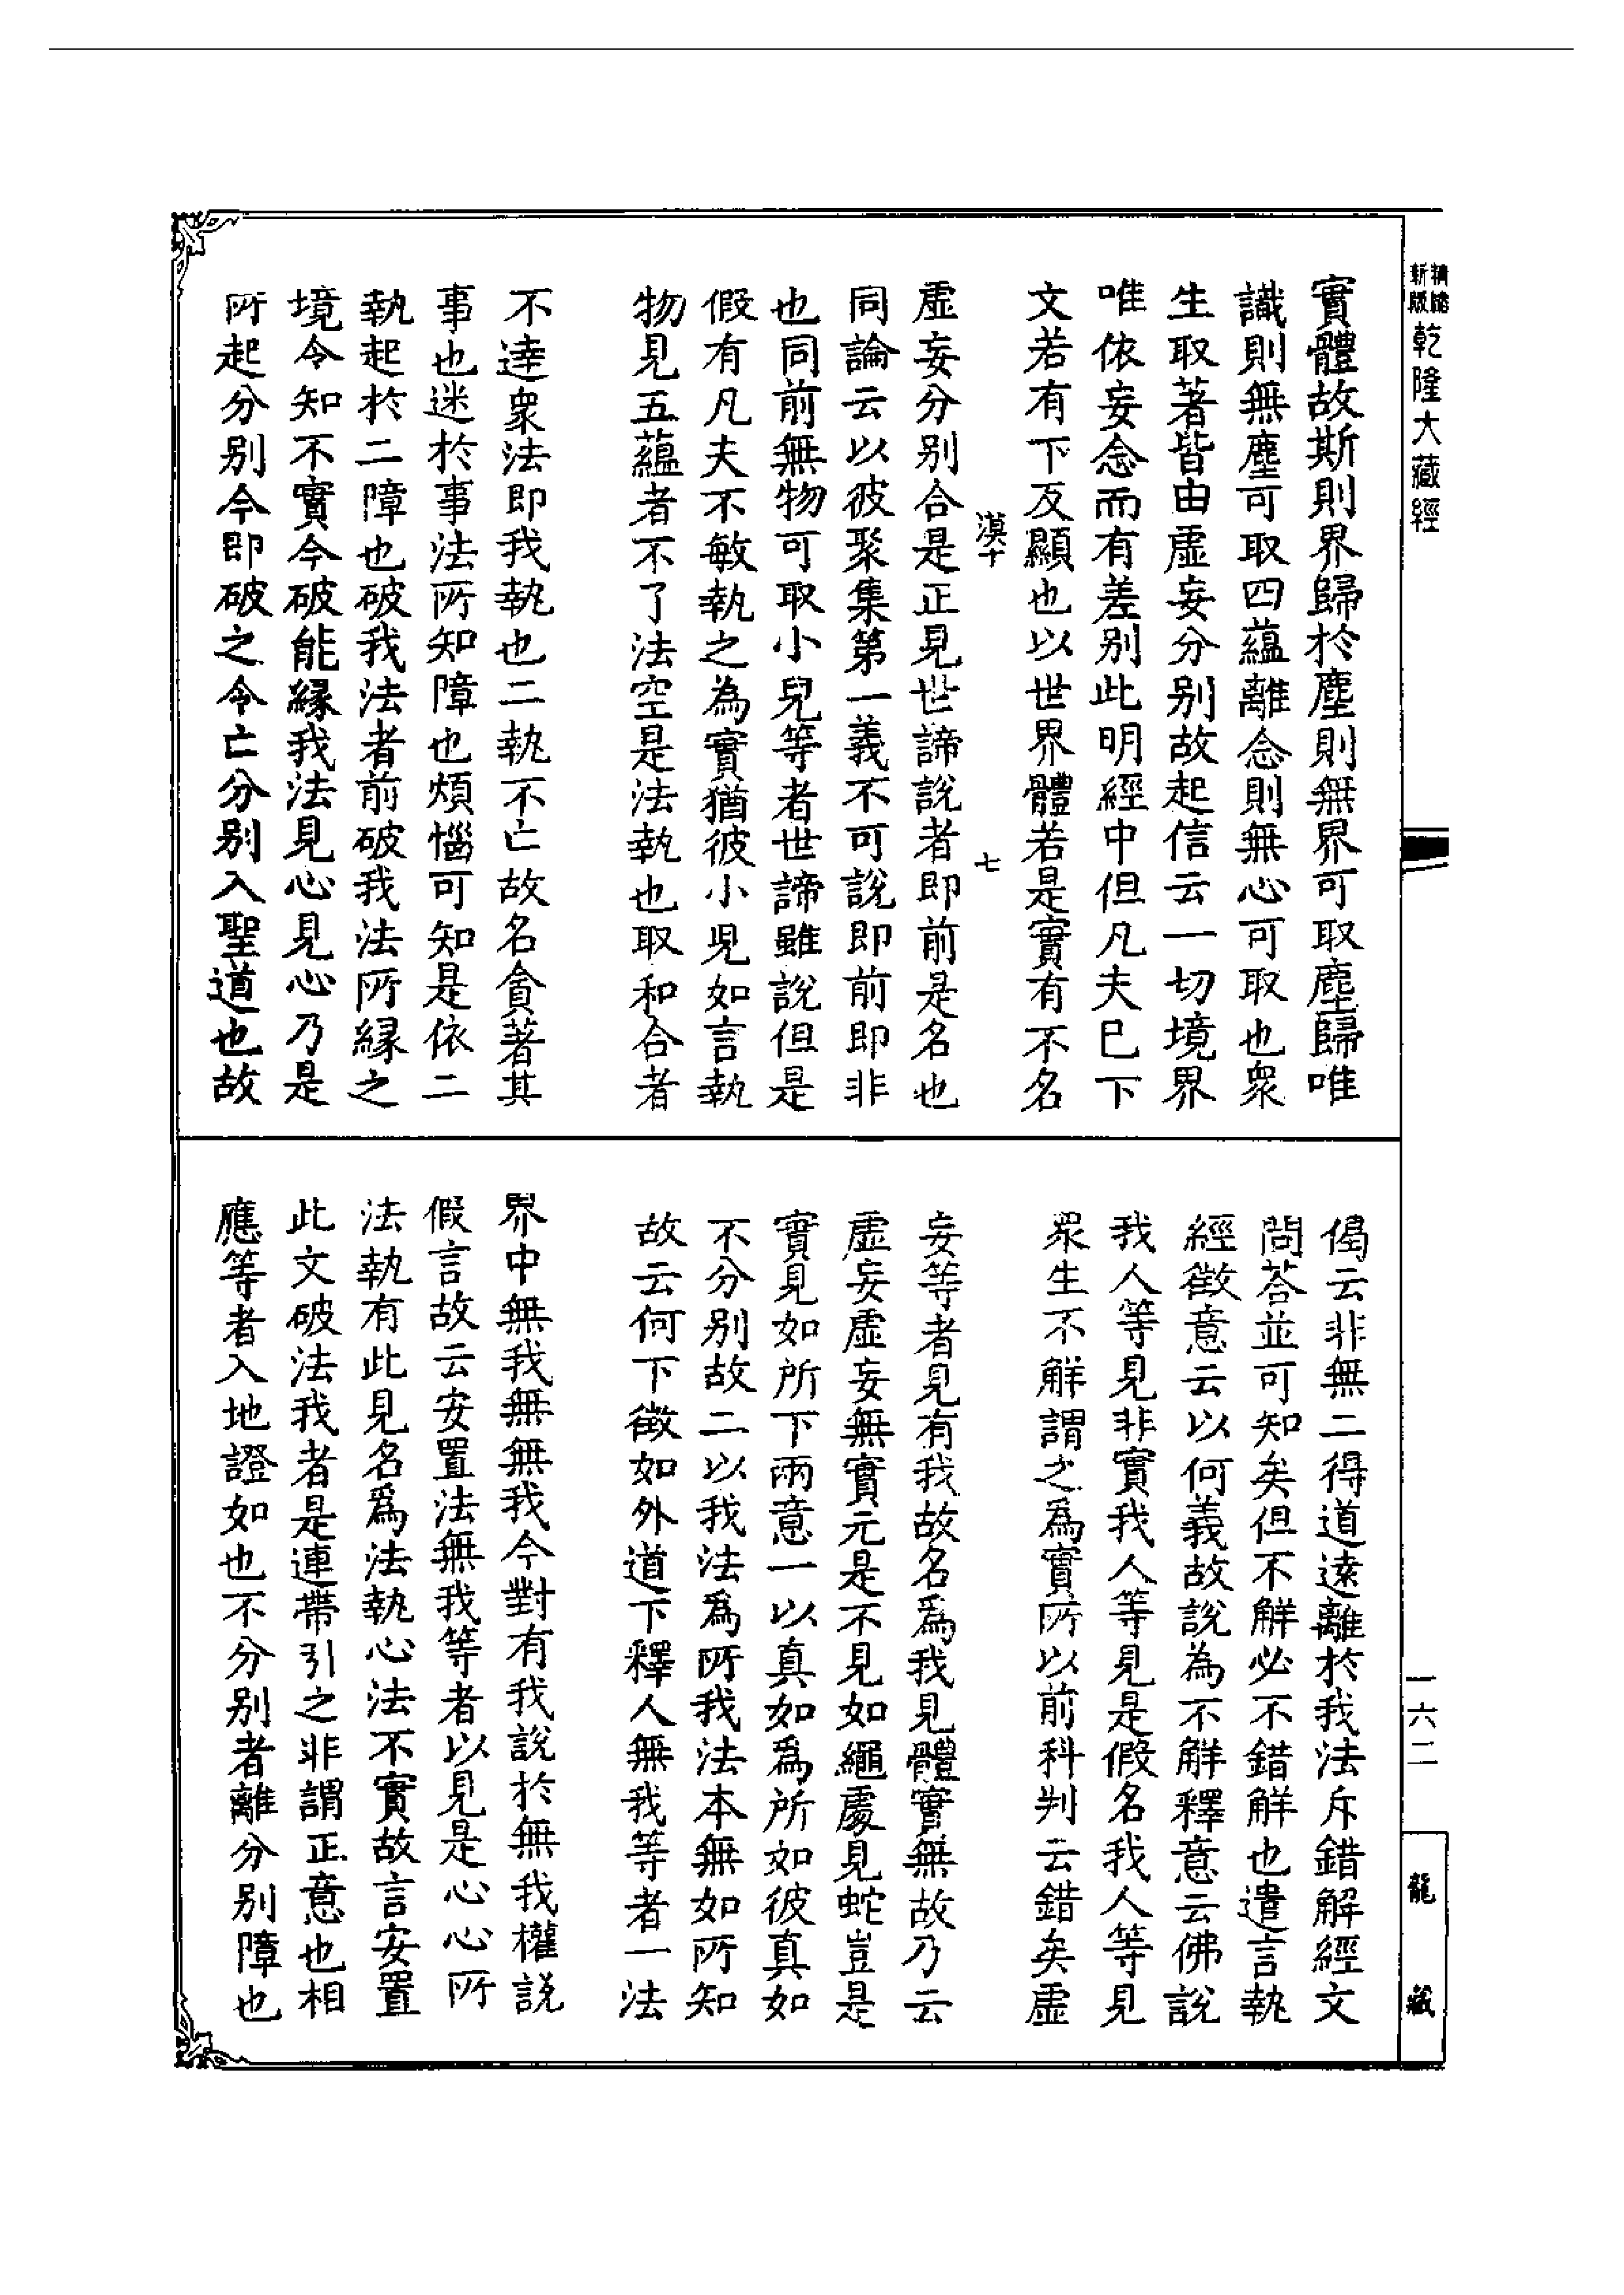 精縮新版乾隆大藏經
實體故斯則界歸於塵則無界可取塵歸唯
識則無塵可取四蘊離念則無心可取也衆
生取著皆由虛妄分別故起信云一切境界
唯依妄念而有差別此明經中但凡夫巳下
文若有下反顯也以世界體若是實有不名
漠十
七
虛妄分別合是正見世諦說者即前是名也
同論云以彼聚集第一義不可說即前即非
也同前無物可取小兒等者世諦雖說但是
假有凡夫不敏執之為實猶彼小兒如言執
物見五蘊者不了法空是法執也取和合者
不達衆法即我執也二執不亡故名貪著其
事也迷於事法所知障也煩惱可知是依二
執起於二障也破我法者前破我法所緣之
境令知不實今破能緣我法見心見心乃是
所起分別今即破之令亡分別入聖道也故
偈云非無二得道遠離於我法斥錯解經文
問荅並可知矣但不解必不錯解也遣言執
經徵意云以何義故說為不解釋意云佛說
我人等見非實我人等見是假名我人等見
衆生不解謂之爲實所以前科判云錯矣虛
妄等者見有我故名爲我見體實無故乃云
虛妄虛妄無實元是不見如繩處見蛇豈是
實見如所下兩意一以真如爲所如彼真如
不分別故二以我法爲所我法本無如所知
故云何下徵如外道下釋人無我等者一法
界中無我無無我今對有我說於無我權說
假言故云安置法無我等者以見是心心所
法執有此見名爲法執心法不實故言安置
此文破法我者是連帶引之非謂正意也相
應等者入地證如也不分別者離分別障也
一六二
龍藏